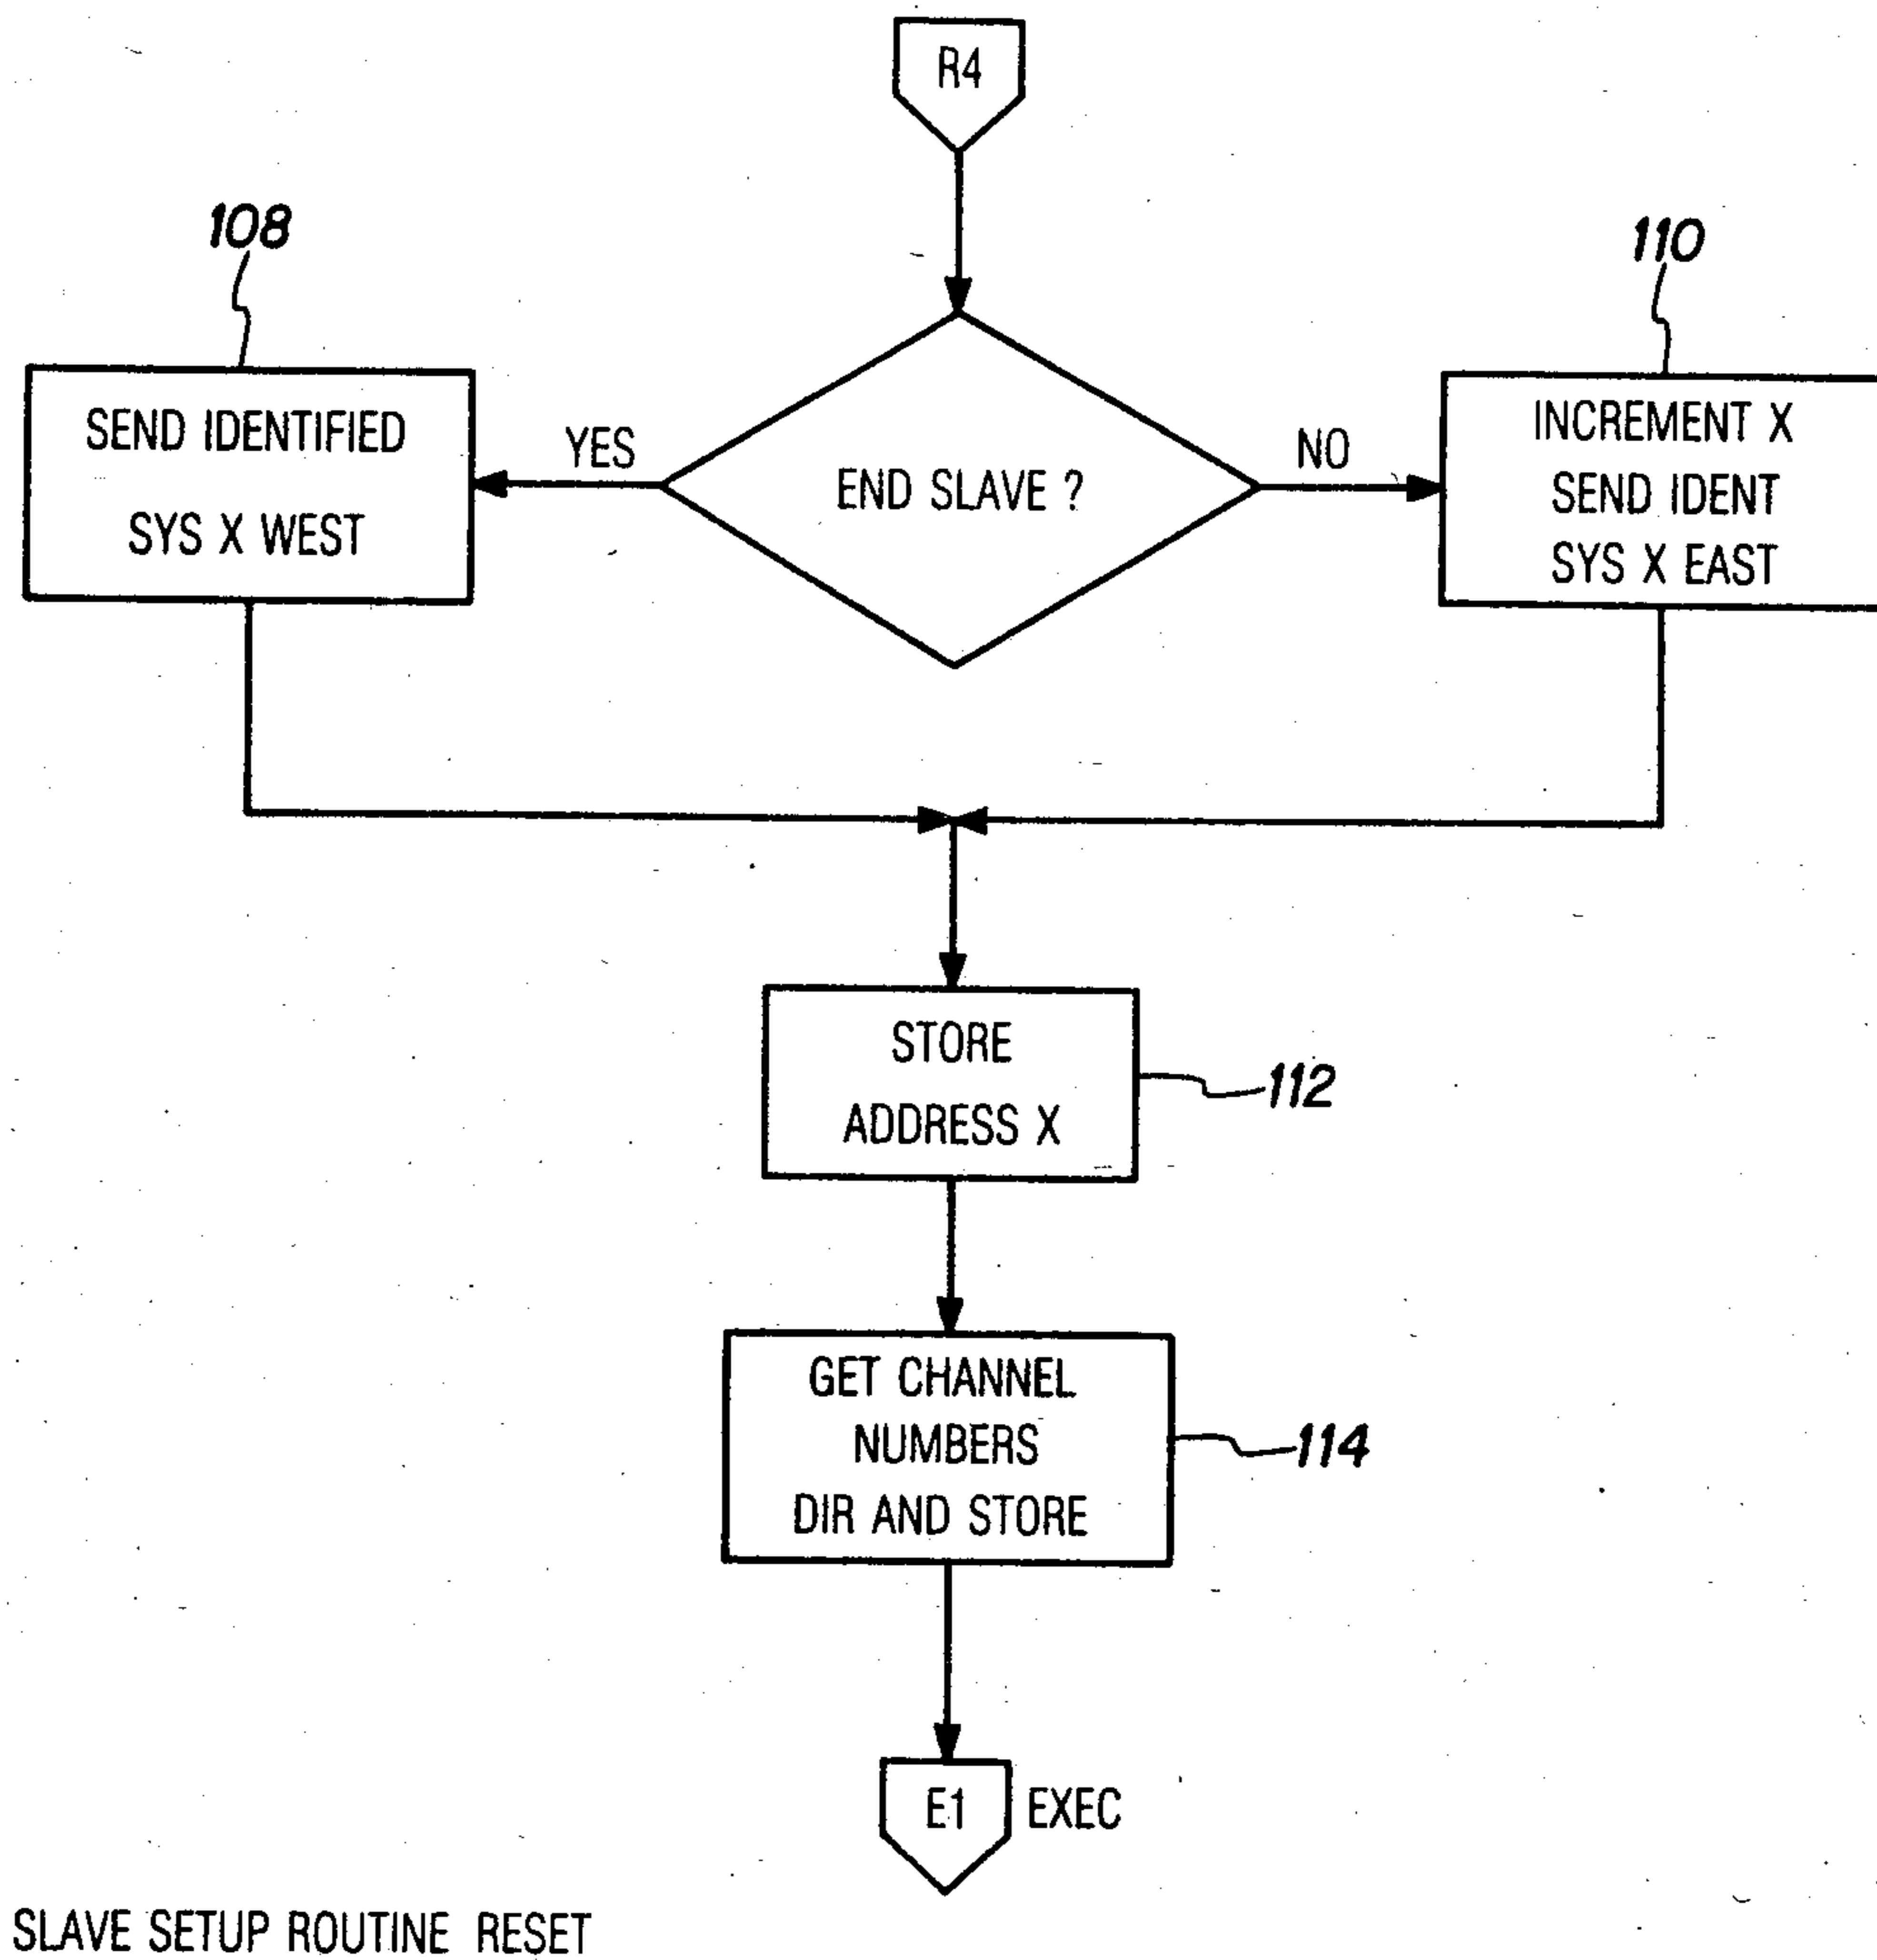 R4
108
110
SEND IDENTIFIED
SYS X WEST
YES
END SLAVE ?
NO
INCREMENT X
SEND IDENT
SYS X EAST
STORE
ADDRESS X
112
GET CHANNEL
NUMBERS
DIR AND STORE
114
E1 EXEC
SLAVE SETUP ROUTINE RESET